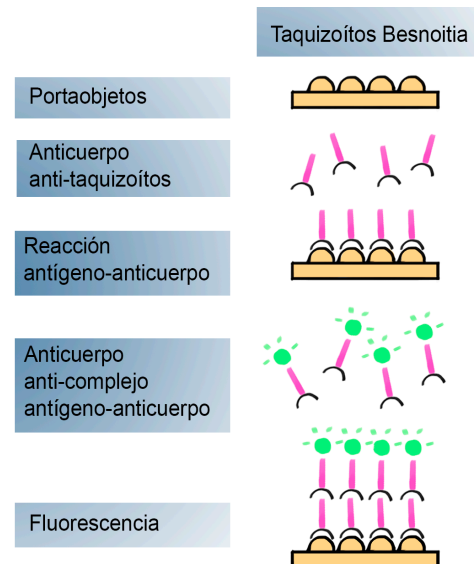 Taquizoítos Besnoitia
Portaobjetos
Anticuerpo
anti-taquizoítos
Reacción
antígeno-anticuerpo
Anticuerpo
anti-complejo
antígeno-anticuerpo
Fluorescencia